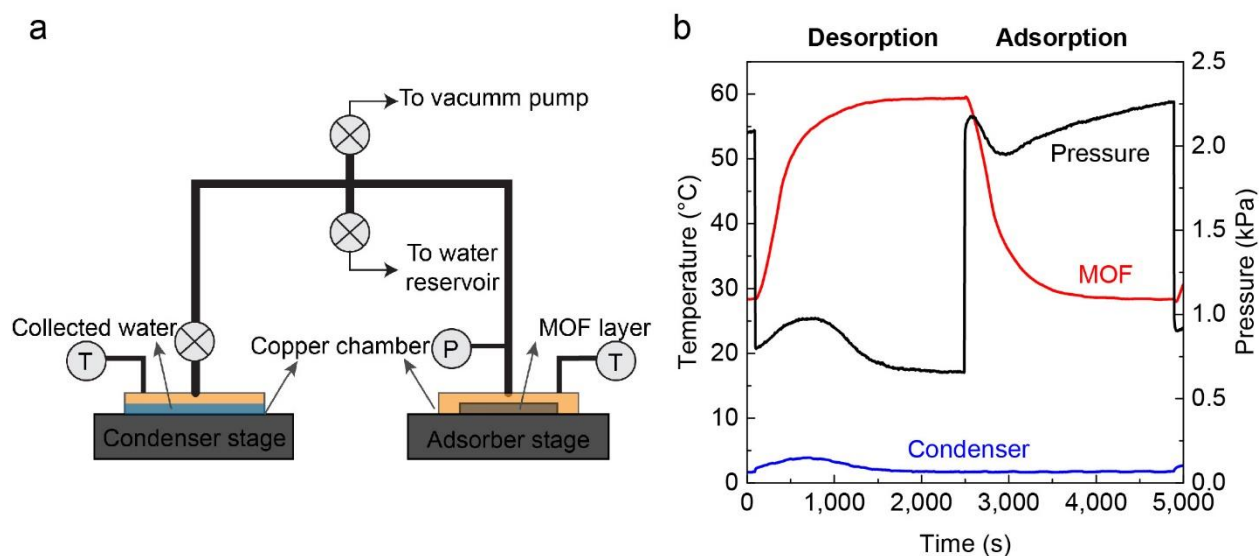 a
To vacumm pump
To water
reservoir
Collected water
MOF layer
Copper chamber
T
P
T
Condenser stage
Adsorber stage
b
Desorption
Adsorption
Temperature (°C)
60
50
40
30
20
10
0
Pressure
MOF
Condenser
2.5
2.0
1.5
1.0
0.5
0.0
Pressure (kPa)
0
1,000
2,000
3,000
4,000
5,000
Time (s)